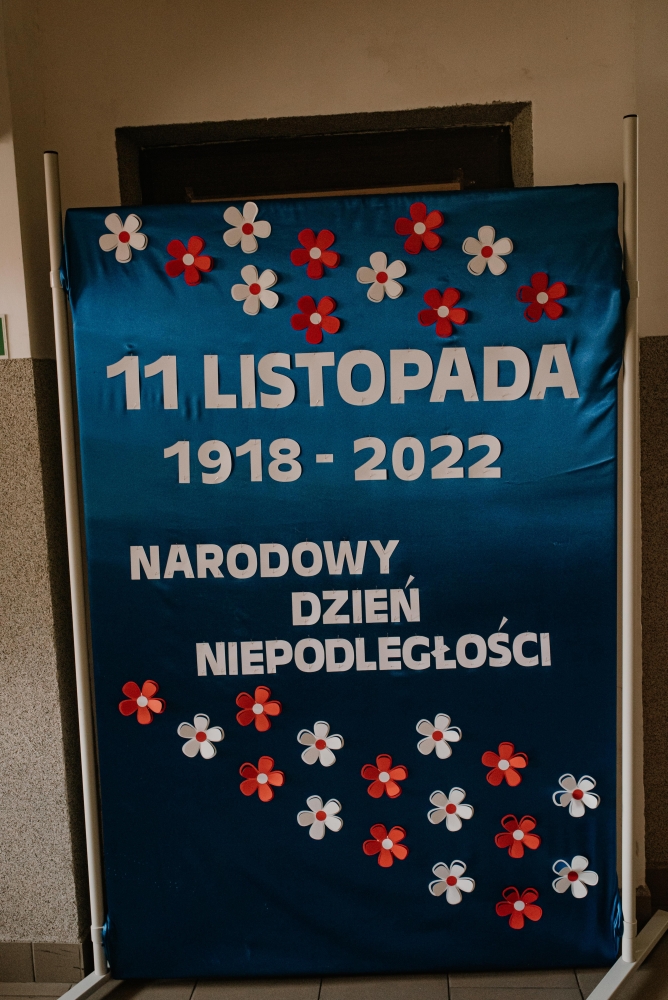 11 LISTOPADA
1918 - 2022
NARODOWY
DZIEŃ
NIEPODLEGŁOŚCI